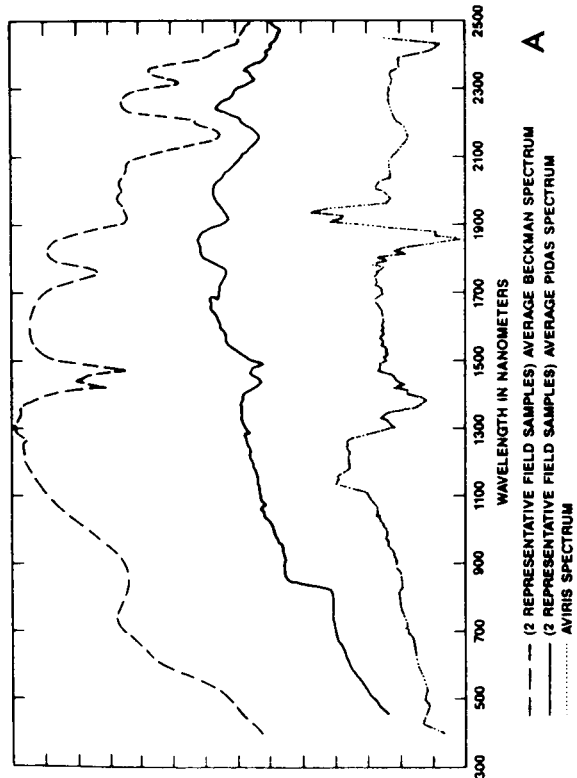 300 500 700 900 1100 1300 1500 1700 1900 2100 2300 2500
WAVELENGTH IN NANOMETERS
(2 REPRESENTATIVE FIELD SAMPLES) AVERAGE BECKMAN SPECTRUM
(2 REPRESENTATIVE FIELD SAMPLES) AVERAGE PIDAS SPECTRUM
AVIRIS SPECTRUM
A